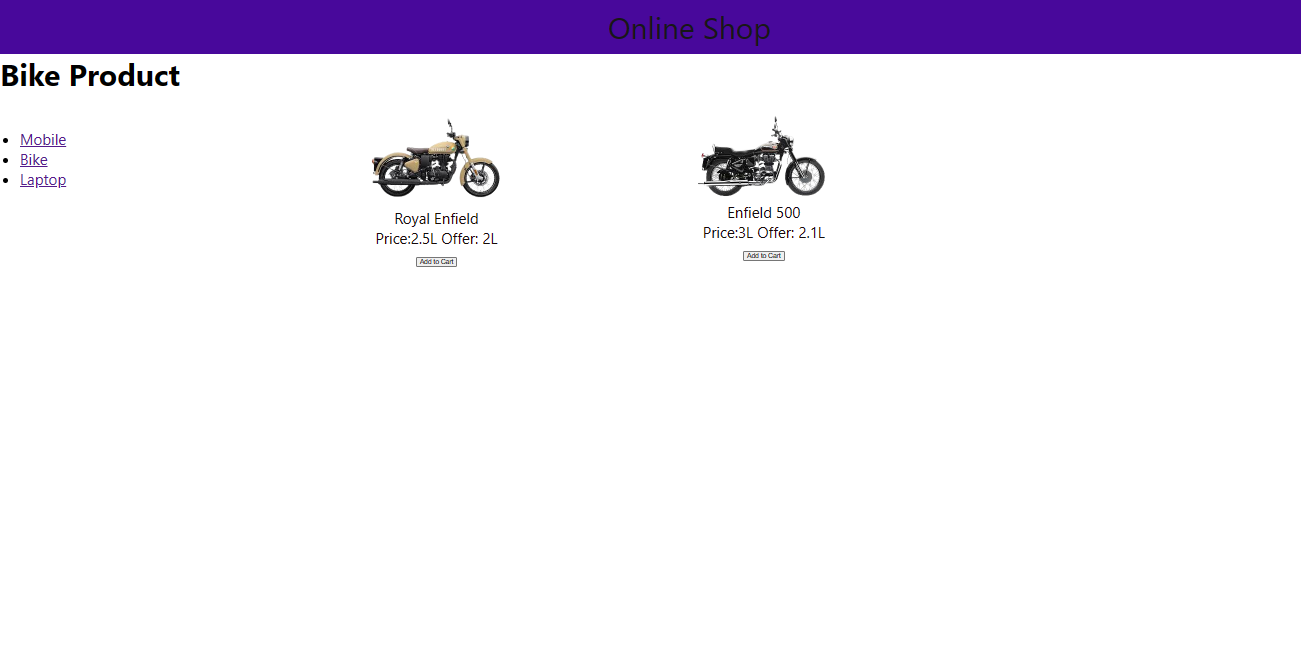 Online Shop
Bike Product
Mobile
Bike
Laptop
Royal Enfield
Price:2.5L Offer: 2L
Add to Cart
Enfield 500
Price:3L Offer: 2.1L
Add to Cart